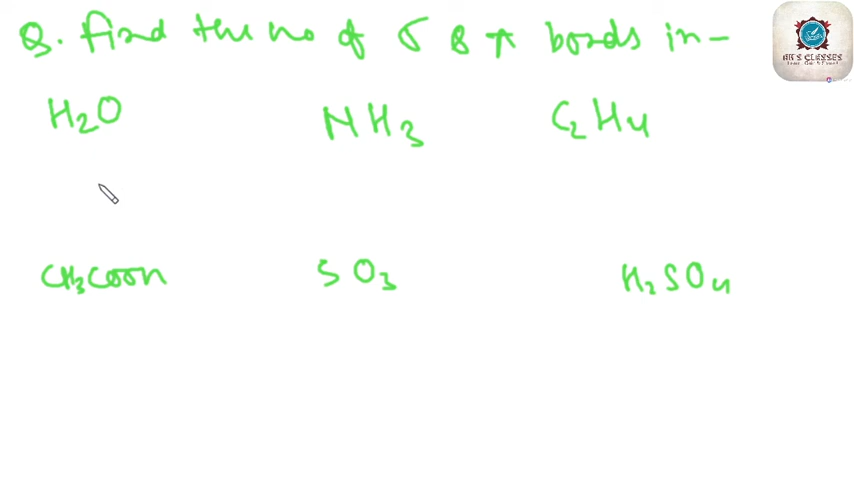 Q. Find the no of σ & π bonds in-
H₂O NH₃ C₂H₄
CH₃COOH SO₃ H₂SO₄